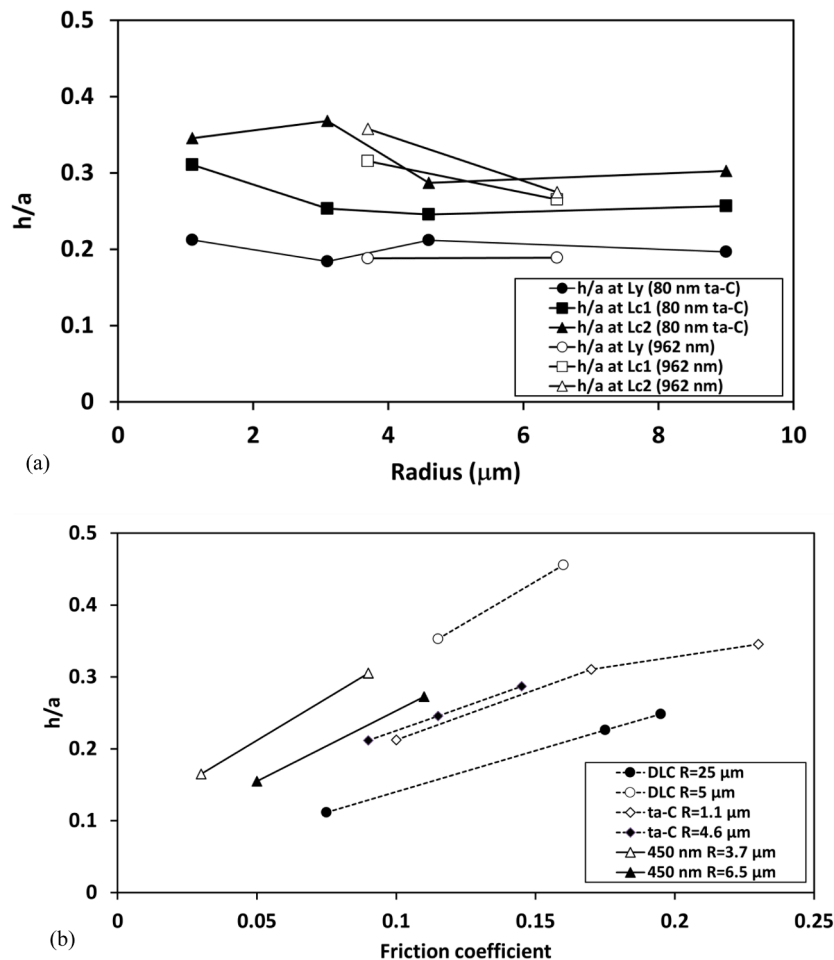 0.5
0.4
0.3
0.2
0.1
0
h/a
h/a at Ly (80 nm ta-C)
h/a at Lc1 (80 nm ta-C)
h/a at Lc2 (80 nm ta-C)
h/a at Ly (962 nm)
h/a at Lc1 (962 nm)
h/a at Lc2 (962 nm)
0 2 4 6 8 10
(a)
Radius (μm)
0.5
0.4
0.3
0.2
0.1
0
h/a
DLC R=25 μm
DLC R=5 μm
ta-C R=1.1 μm
ta-C R=4.6 μm
450 nm R=3.7 μm
450 nm R=6.5 μm
0 0.05 0.1 0.15 0.2 0.25
(b)
Friction coefficient